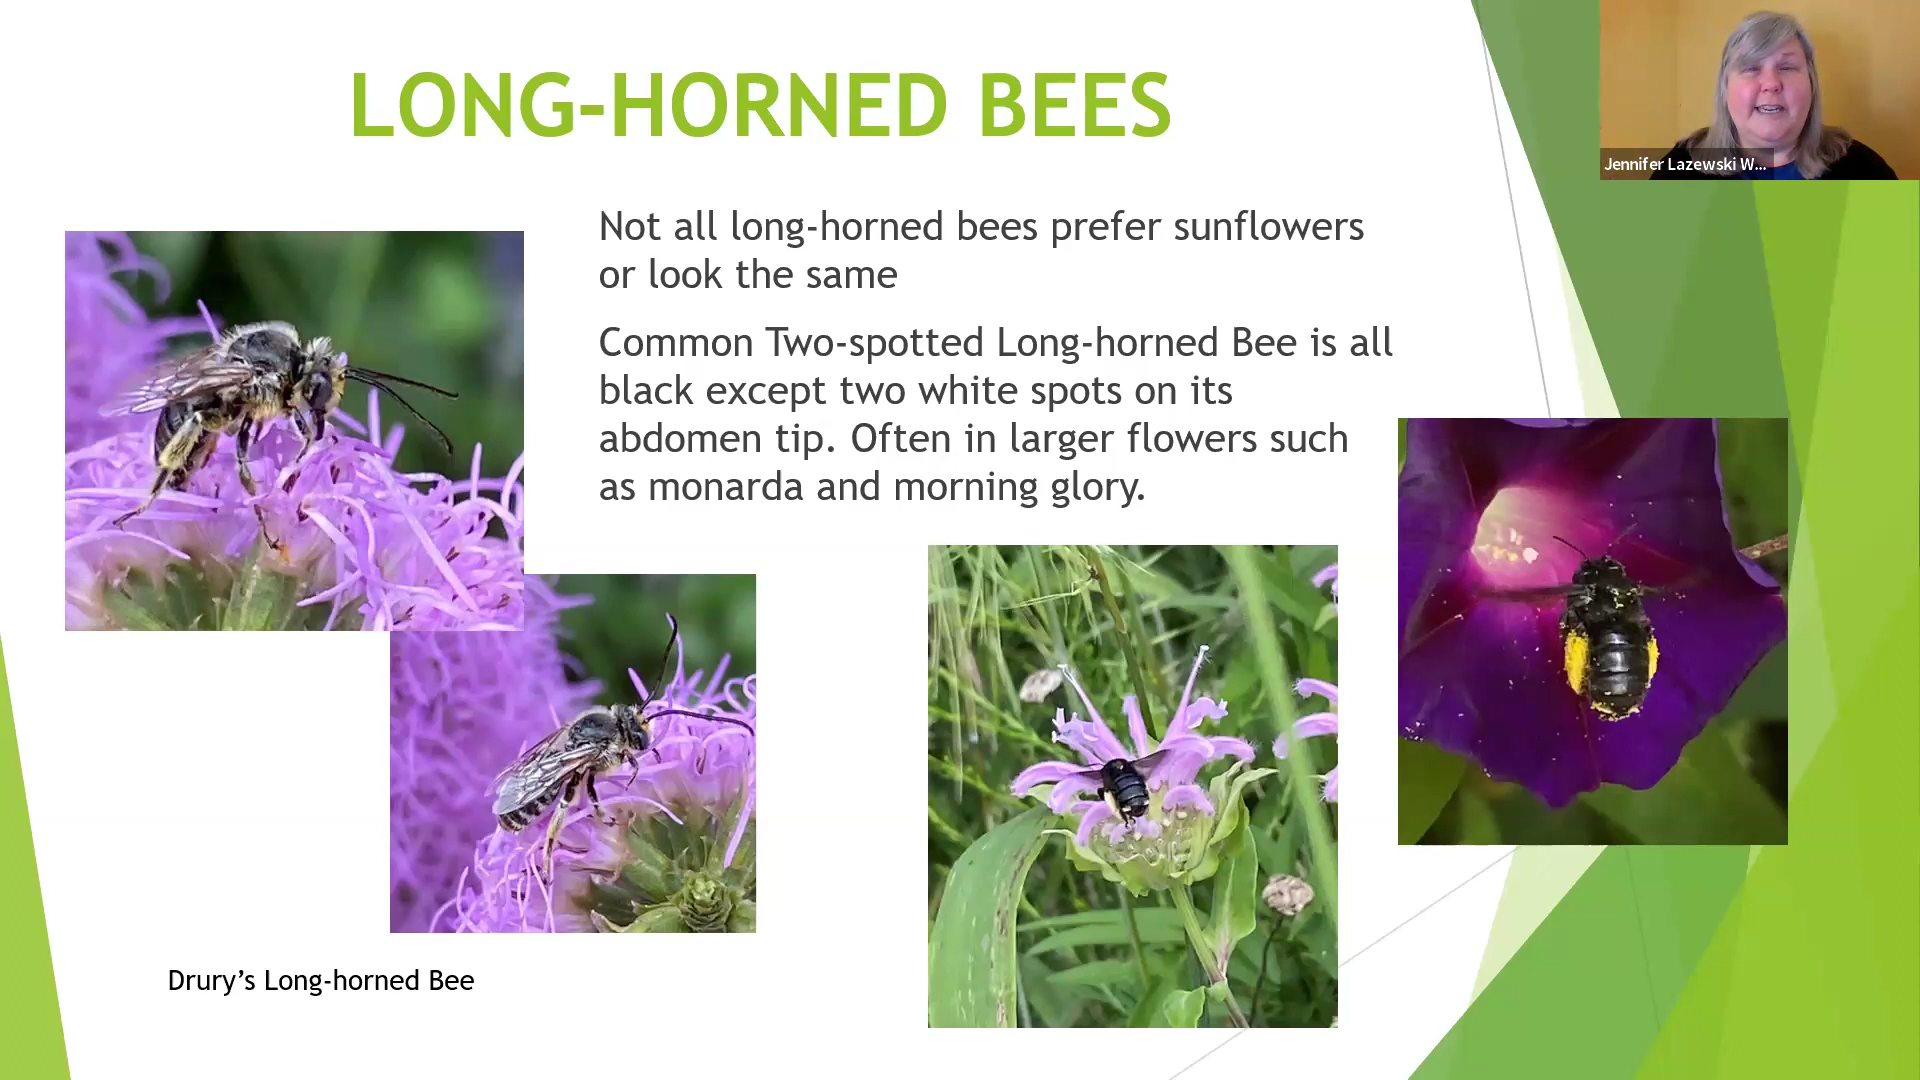 LONG-HORNED BEES
Jennifer Lazewski W...
Not all long-horned bees prefer sunflowers
or look the same
Common Two-spotted Long-horned Bee is all
black except two white spots on its
abdomen tip. Often in larger flowers such
as monarda and morning glory.
Drury’s Long-horned Bee